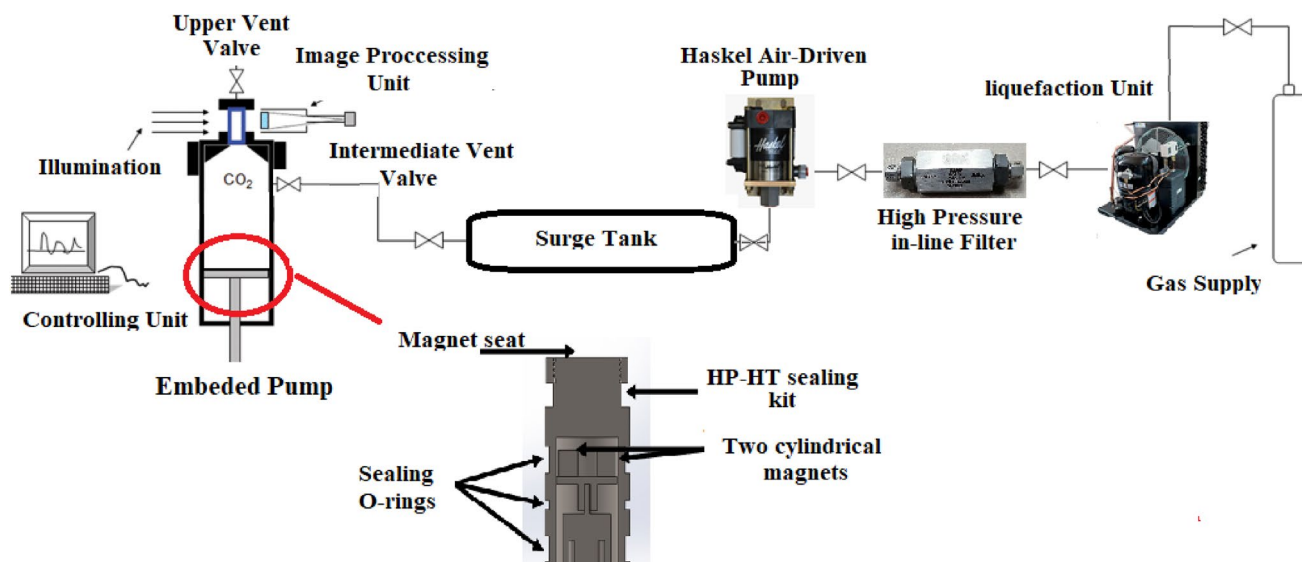 Upper Vent
Valve
Image Proccessing
Unit
Haskel Air-Driven
Pump
liquefaction Unit
Illumination
Intermediate Vent
Valve
CO2
Haskel
High Pressure
in-line Filter
Surge Tank
Gas Supply
Controlling Unit
Embeded Pump
Magnet seat
HP-HT sealing
kit
Two cylindrical
magnets
Sealing
O-rings